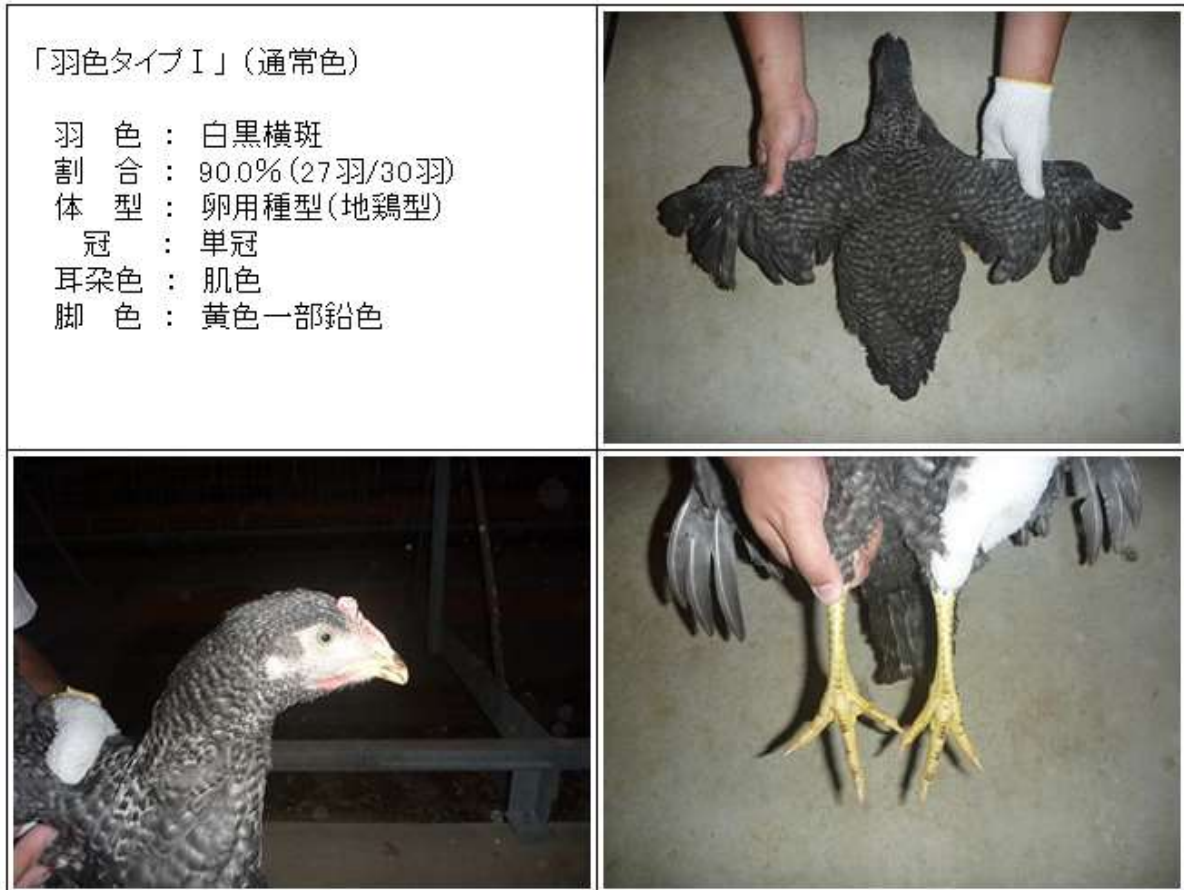 「羽色タイプⅠ」(通常色)
羽 色 : 白黒横斑
割 合 : 90.0%(27羽/30羽)
体 型 : 卵用種型(地鶏型)
冠 : 単冠
耳朶色 : 肌色
脚 色 : 黄色一部鉛色